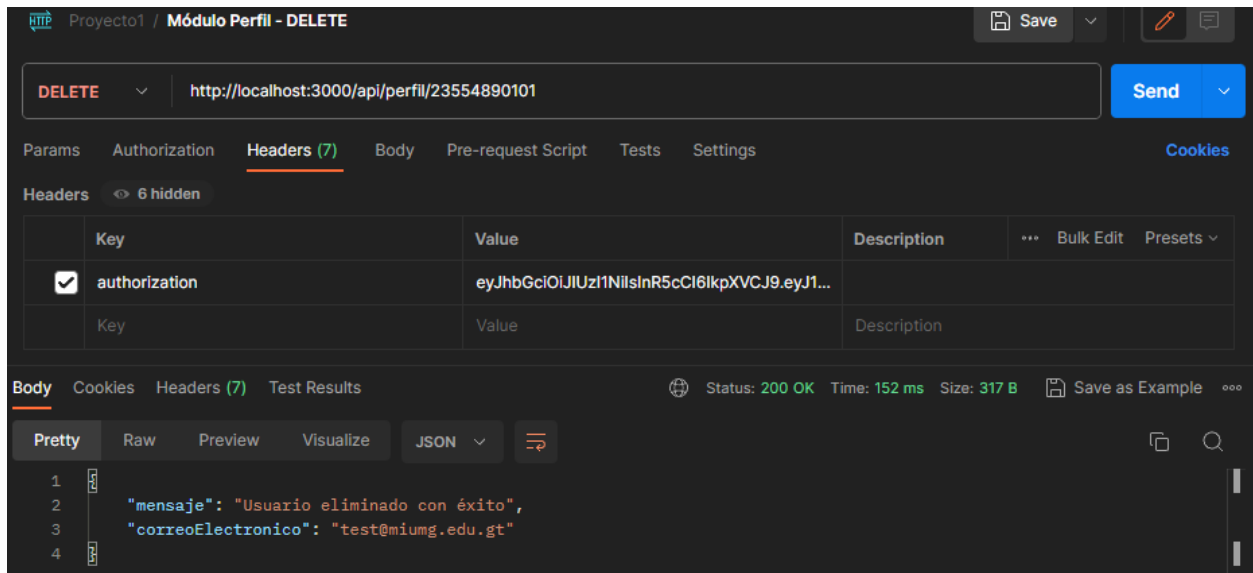 HTTP Proyecto1 / Módulo Perfil - DELETE Save
DELETE http://localhost:3000/api/perfil/23554890101 Send
Params Authorization Headers (7) Body Pre-request Script Tests Settings Cookies
Headers 6 hidden
Key Value Description ••• Bulk Edit Presets
authorization eyJhbGciOiJIUzI1NiIsInR5cCI6IkpXVCJ9.eyJ1...
Key Value Description
Body Cookies Headers (7) Test Results Status: 200 OK Time: 152 ms Size: 317 B Save as Example
Pretty Raw Preview Visualize JSON
1 {
2 "mensaje": "Usuario eliminado con éxito",
3 "correoElectronico": "test@miumg.edu.gt"
4 }